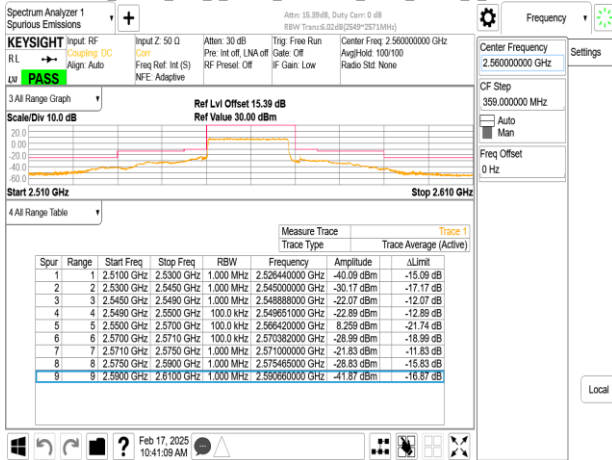 Spectrum Analyzer 1
Spurious Emissions
Attn: 15.39dB, Duty Corr: 0 dB
RBW Trans:6.02dB(2549~2571MHz)
Frequency
KEYSIGHT
Input: RF
Coupling: DC
Align: Auto
Input Z: 50 Ω
Corr
Freq Ref: Int (S)
NFE: Adaptive
Atten: 30 dB
Pre: Int off, LNA off
RF Preset: Off
Trig: Free Run
Gate: Off
IF Gain: Low
Center Freq: 2.560000000 GHz
Avg|Hold: 100/100
Radio Std: None
RL
LXI
PASS
Center Frequency
2.560000000 GHz
Settings
CF Step
359.000000 MHz
Auto
Man
Freq Offset
0 Hz
3 All Range Graph
Scale/Div 10.0 dB
Ref Lvl Offset 15.39 dB
Ref Value 30.00 dBm
20.0
0.00
-20.0
-40.0
-60.0
Start 2.510 GHz
Stop 2.610 GHz
4 All Range Table
Measure Trace Trace 1
Trace Type Trace Average (Active)
Spur Range Start Freq Stop Freq RBW Frequency Amplitude ΔLimit
1 1 2.5100 GHz 2.5300 GHz 1.000 MHz 2.526440000 GHz -40.09 dBm -15.09 dB
2 2 2.5300 GHz 2.5450 GHz 1.000 MHz 2.545000000 GHz -30.17 dBm -17.17 dB
3 3 2.5450 GHz 2.5490 GHz 1.000 MHz 2.548888000 GHz -22.07 dBm -12.07 dB
4 4 2.5490 GHz 2.5500 GHz 100.0 kHz 2.549651000 GHz -22.89 dBm -12.89 dB
5 5 2.5500 GHz 2.5700 GHz 100.0 kHz 2.566420000 GHz 8.259 dBm -21.74 dB
6 6 2.5700 GHz 2.5710 GHz 100.0 kHz 2.570382000 GHz -28.99 dBm -18.99 dB
7 7 2.5710 GHz 2.5750 GHz 1.000 MHz 2.571000000 GHz -21.83 dBm -11.83 dB
8 8 2.5750 GHz 2.5900 GHz 1.000 MHz 2.575465000 GHz -28.83 dBm -15.83 dB
9 9 2.5900 GHz 2.6100 GHz 1.000 MHz 2.590660000 GHz -41.87 dBm -16.87 dB
Local
?
Feb 17, 2025
10:41:09 AM